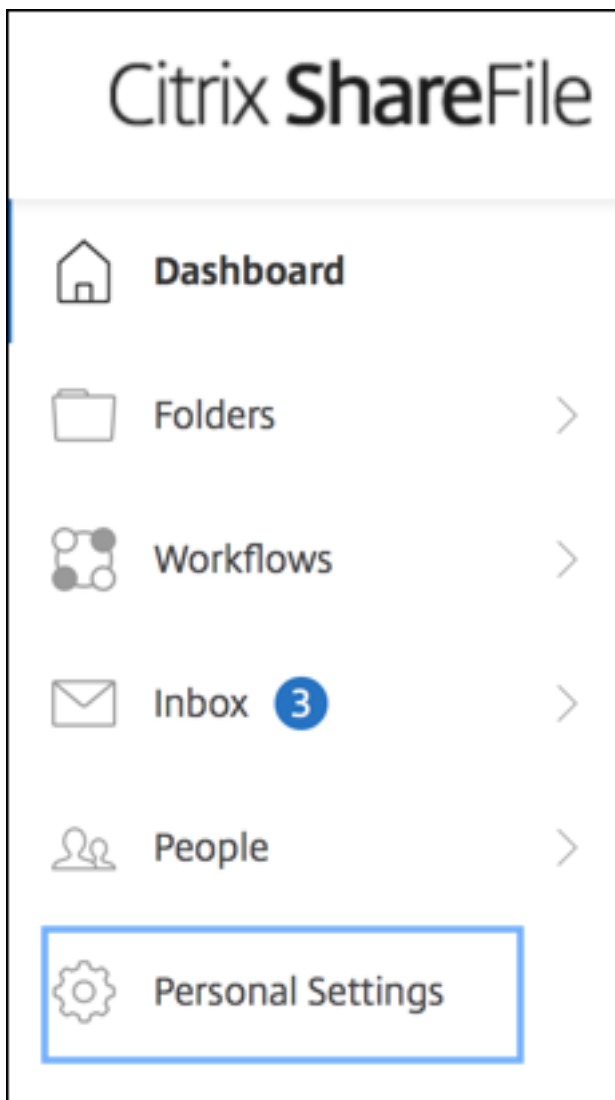 Citrix ShareFile
Dashboard
Folders
Workflows
Inbox 3
People
Personal Settings